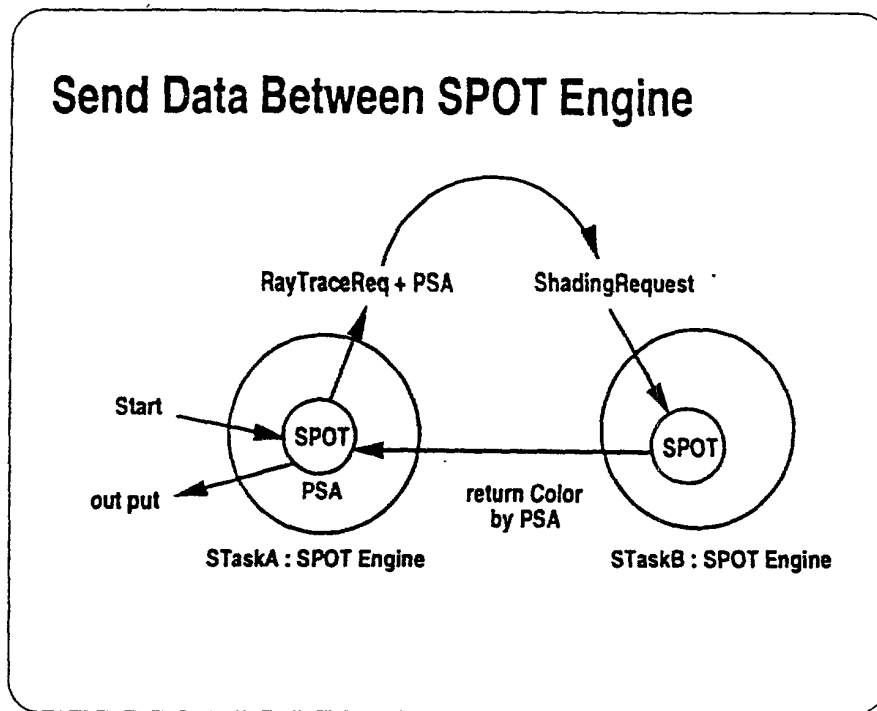 Send Data Between SPOT Engine
RayTraceReq + PSA
ShadingRequest
Start
SPOT
SPOT
out put
PSA
return Color
by PSA
STaskA : SPOT Engine
STaskB : SPOT Engine